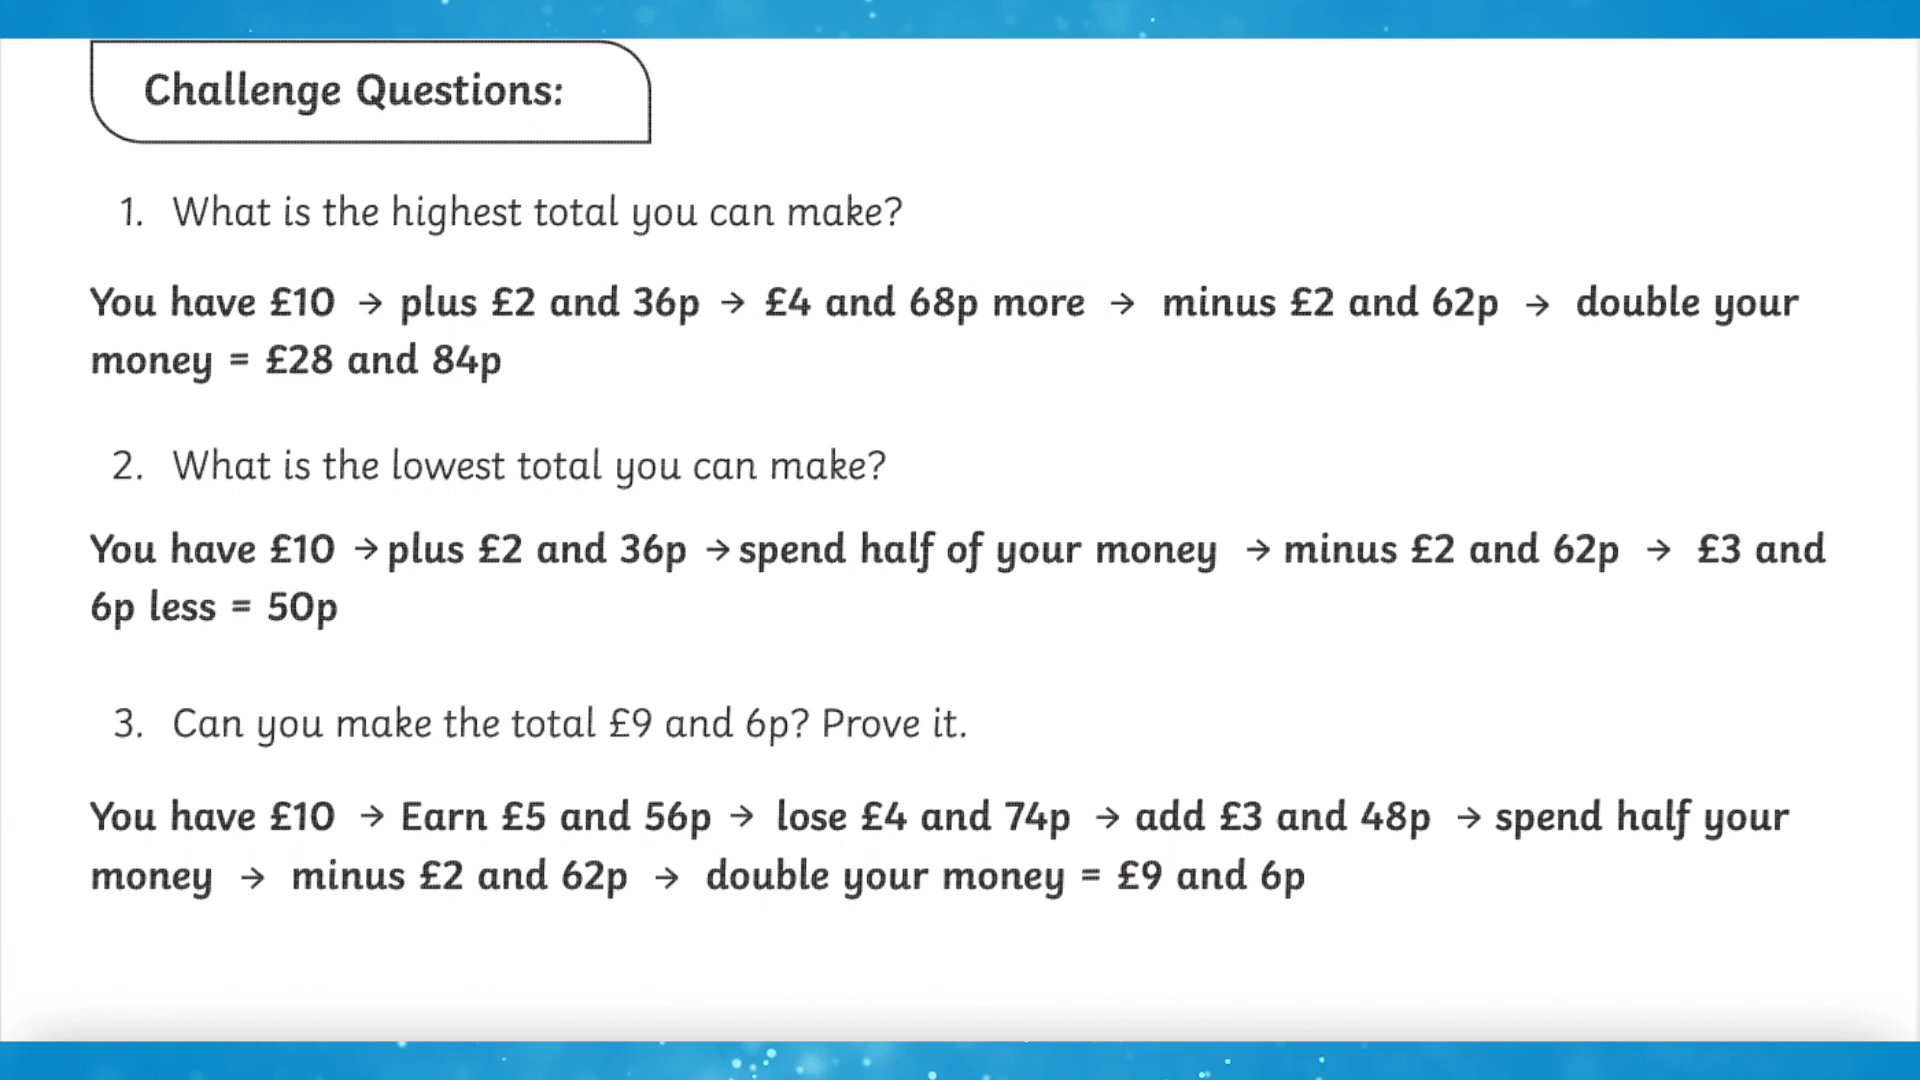 Challenge Questions:
1. What is the highest total you can make?
You have £10 → plus £2 and 36p → £4 and 68p more → minus £2 and 62p → double your
money = £28 and 84p
2. What is the lowest total you can make?
You have £10 → plus £2 and 36p → spend half of your money → minus £2 and 62p → £3 and
6p less = 50p
3. Can you make the total £9 and 6p? Prove it.
You have £10 → Earn £5 and 56p → lose £4 and 74p → add £3 and 48p → spend half your
money → minus £2 and 62p → double your money = £9 and 6p